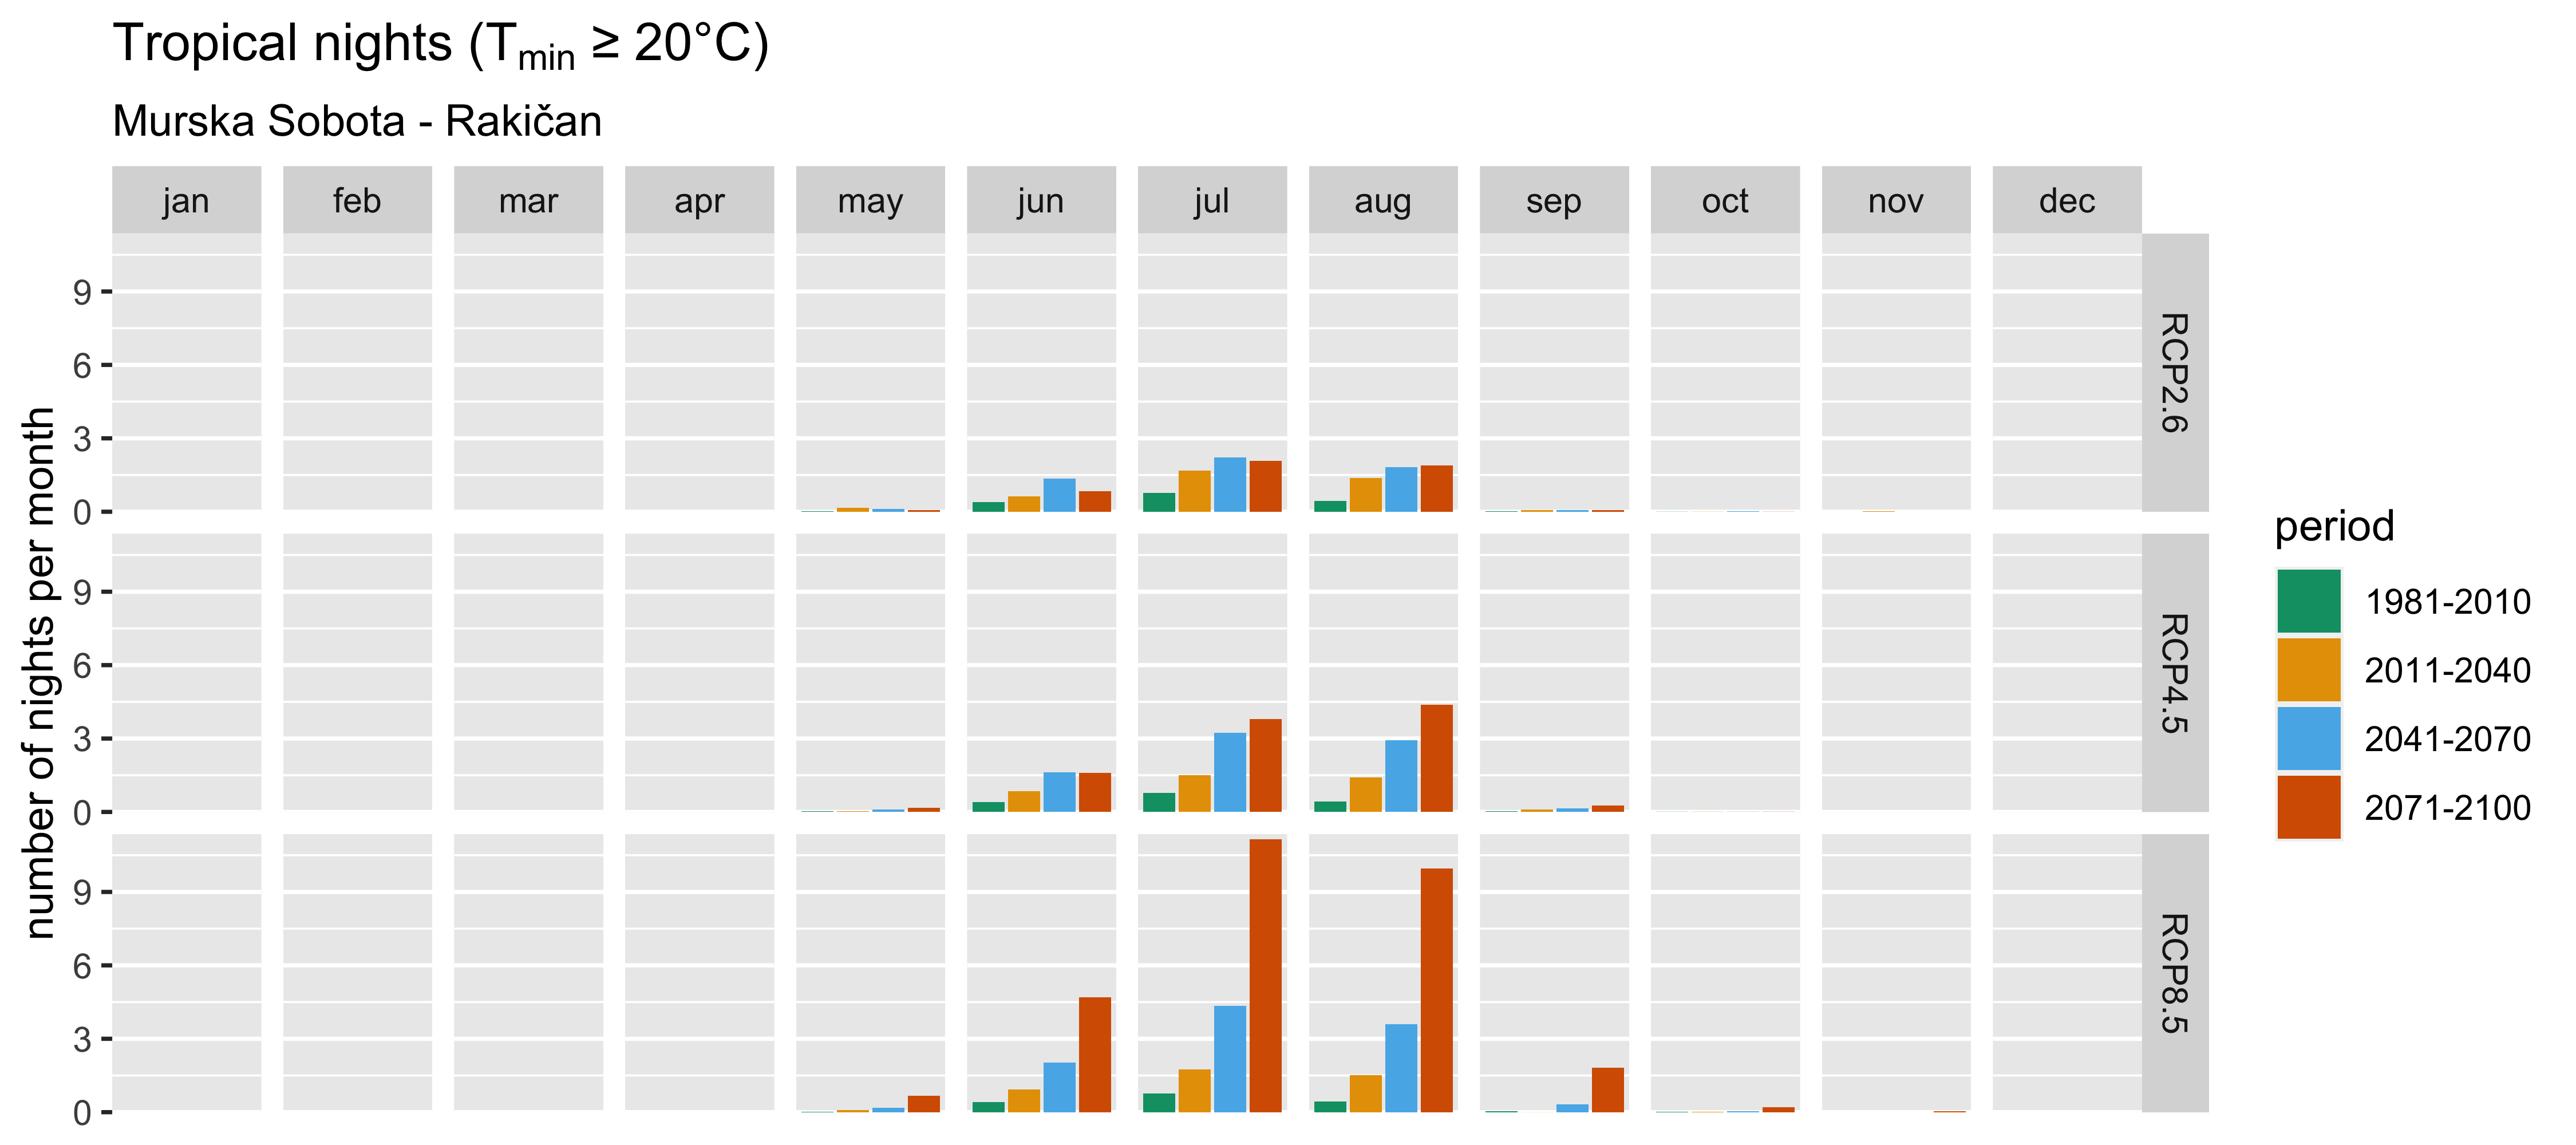 Tropical nights (Tmin ≥ 20°C)
Murska Sobota - Rakičan
jan feb mar apr may jun jul aug sep oct nov dec
number of nights per month
9
6
3
0
RCP2.6
9
6
3
0
RCP4.5
9
6
3
0
RCP8.5
period
1981-2010
2011-2040
2041-2070
2071-2100